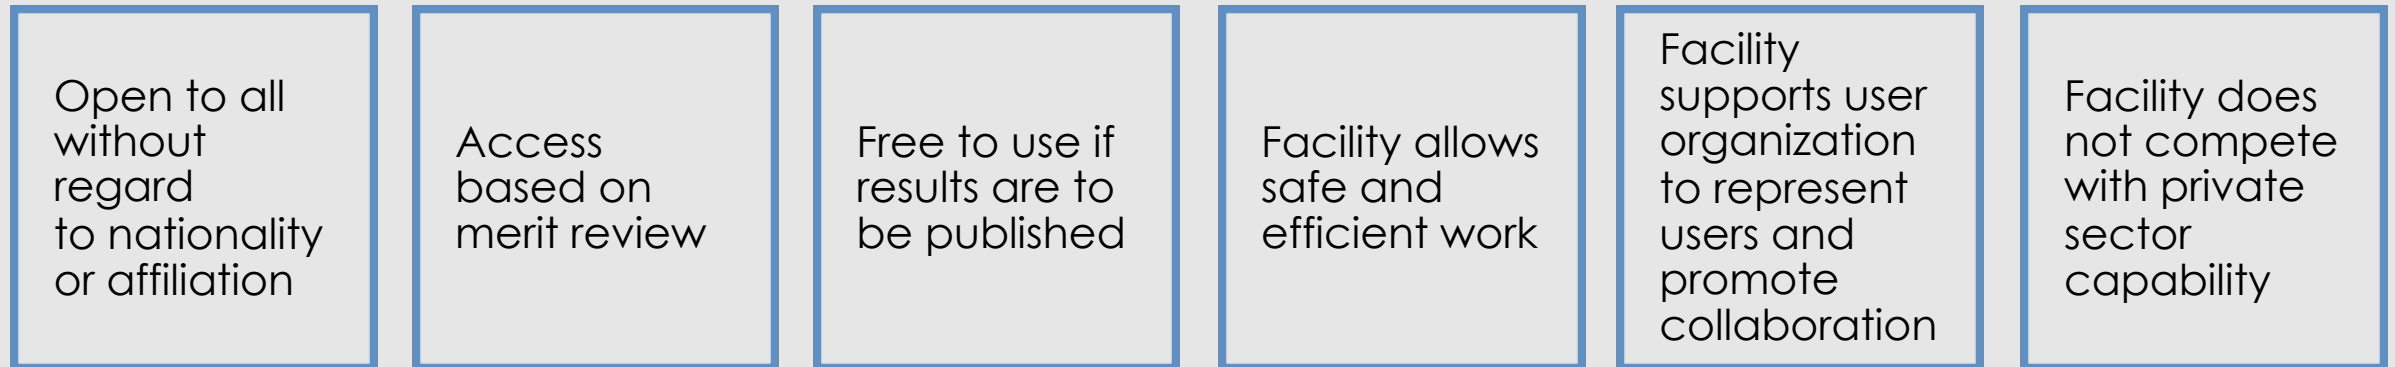 Open to all
without
regard
to nationality
or affiliation
Access
based on
merit review
Free to use if
results are to
be published
Facility allows
safe and
efficient work
Facility
supports user
organization
to represent
users and
promote
collaboration
Facility does
not compete
with private
sector
capability